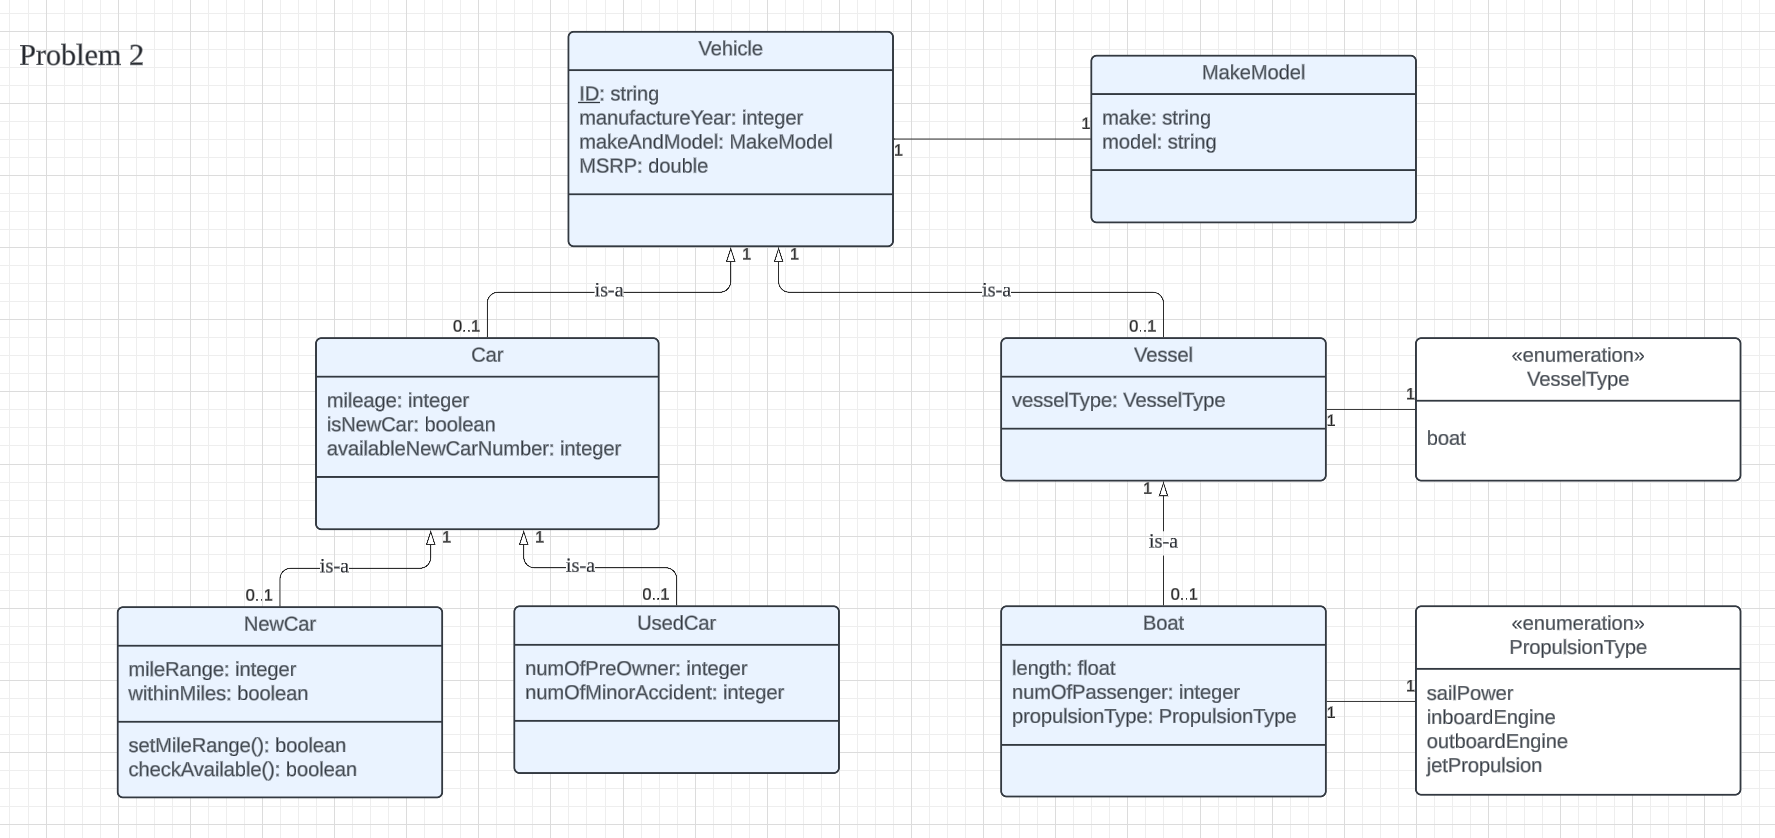 Problem 2
Vehicle
ID: string
manufactureYear: integer
makeAndModel: MakeModel
MSRP: double
MakeModel
make: string
model: string
1
1
1
1
is-a
is-a
0..1
0..1
Car
mileage: integer
isNewCar: boolean
availableNewCarNumber: integer
Vessel
vesselType: VesselType
1
1
«enumeration»
VesselType
boat
1
1
1
is-a
is-a
is-a
0..1
0..1
0..1
NewCar
mileRange: integer
withinMiles: boolean
setMileRange(): boolean
checkAvailable(): boolean
UsedCar
numOfPreOwner: integer
numOfMinorAccident: integer
Boat
length: float
numOfPassenger: integer
propulsionType: PropulsionType
1
1
«enumeration»
PropulsionType
sailPower
inboardEngine
outboardEngine
jetPropulsion